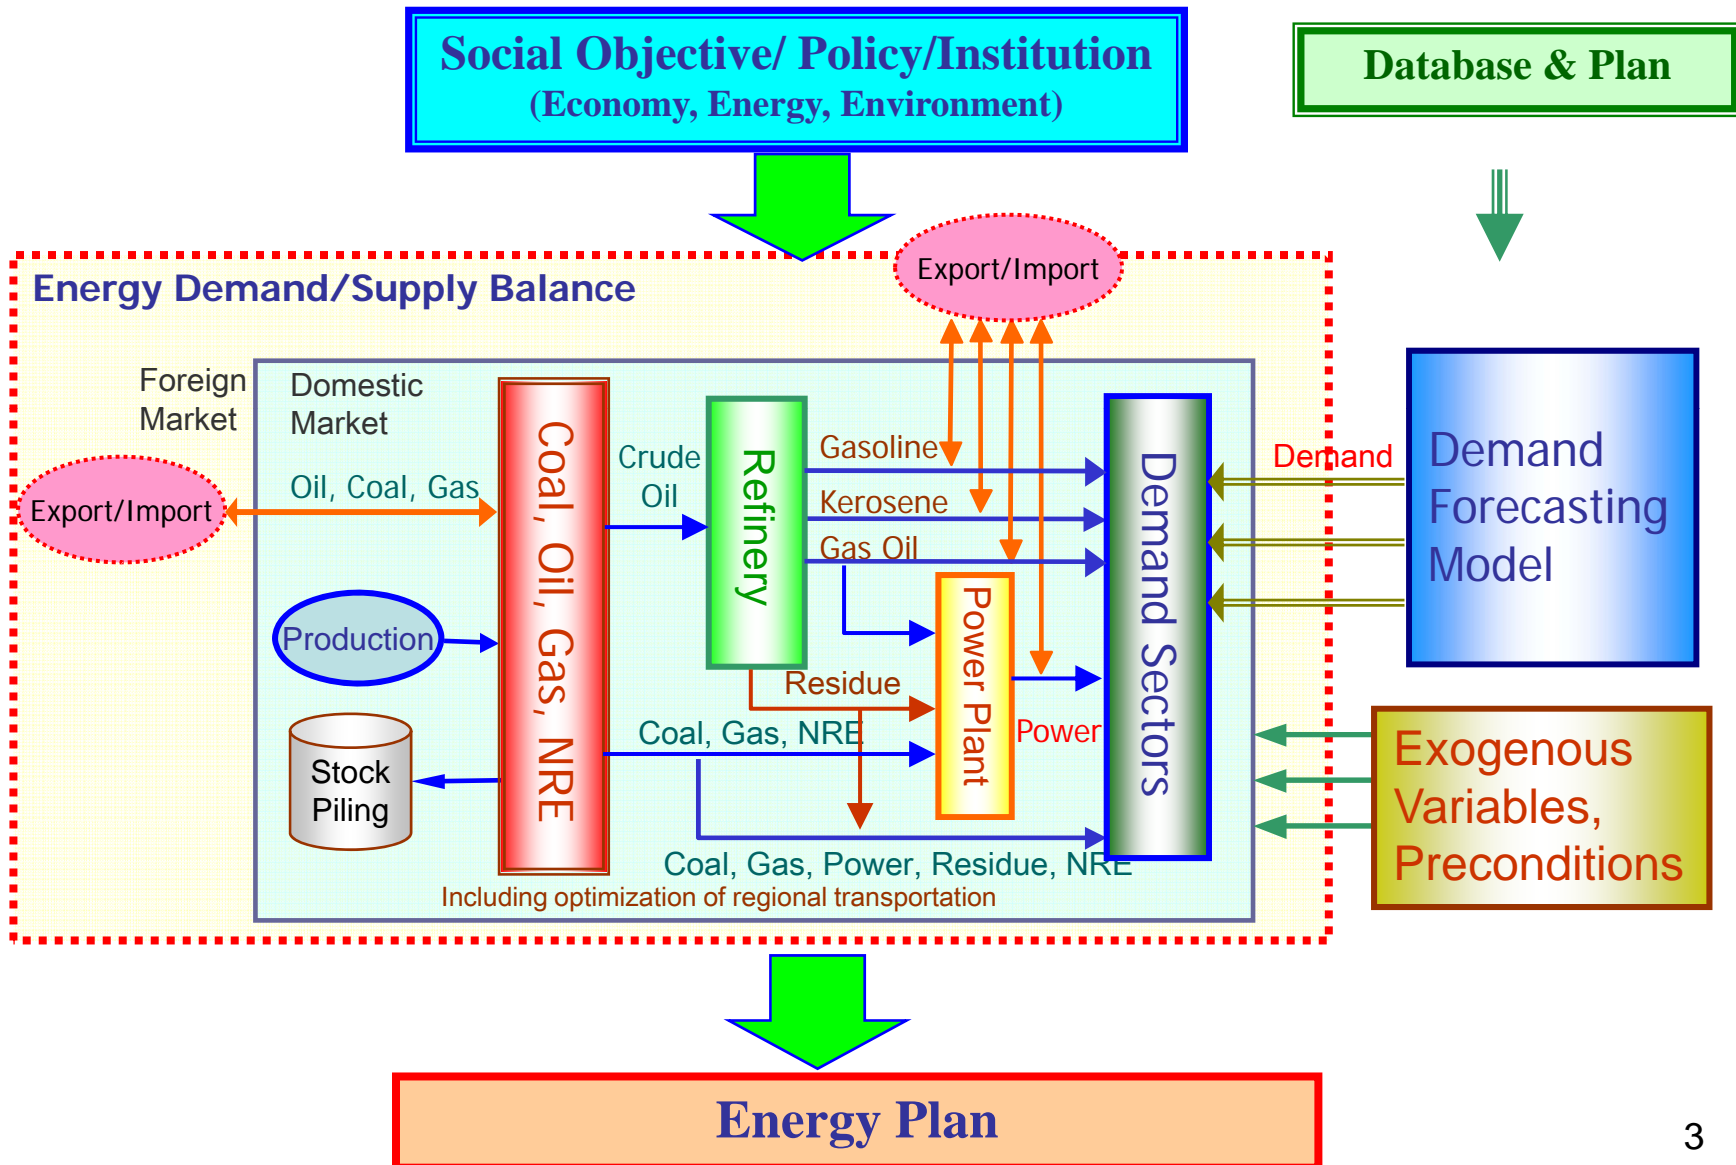 Social Objective/ Policy/Institution
(Economy, Energy, Environment)
Database & Plan
Export/Import
Energy Demand/Supply Balance
Foreign
Market
Domestic
Market
Export/Import
Oil, Coal, Gas
Production
Stock
Piling
Coal, Oil, Gas, NRE
Crude
Oil
Refinery
Gasoline
Kerosene
Gas Oil
Residue
Coal, Gas, NRE
Power Plant
Power
Demand Sectors
Coal, Gas, Power, Residue, NRE
Including optimization of regional transportation
Demand
Demand
Forecasting
Model
Exogenous
Variables,
Preconditions
Energy Plan
3